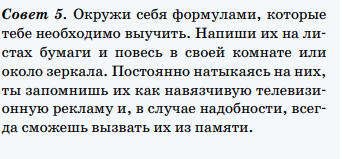 Совет 5. Окружи себя формулами, которые
тебе необходимо выучить. Напиши их на ли-
стах бумаги и повесь в своей комнате или
около зеркала. Постоянно натыкаясь на них,
ты запомнишь их как навязчивую телевизи-
онную рекламу и, в случае надобности, всег-
да сможешь вызвать их из памяти.